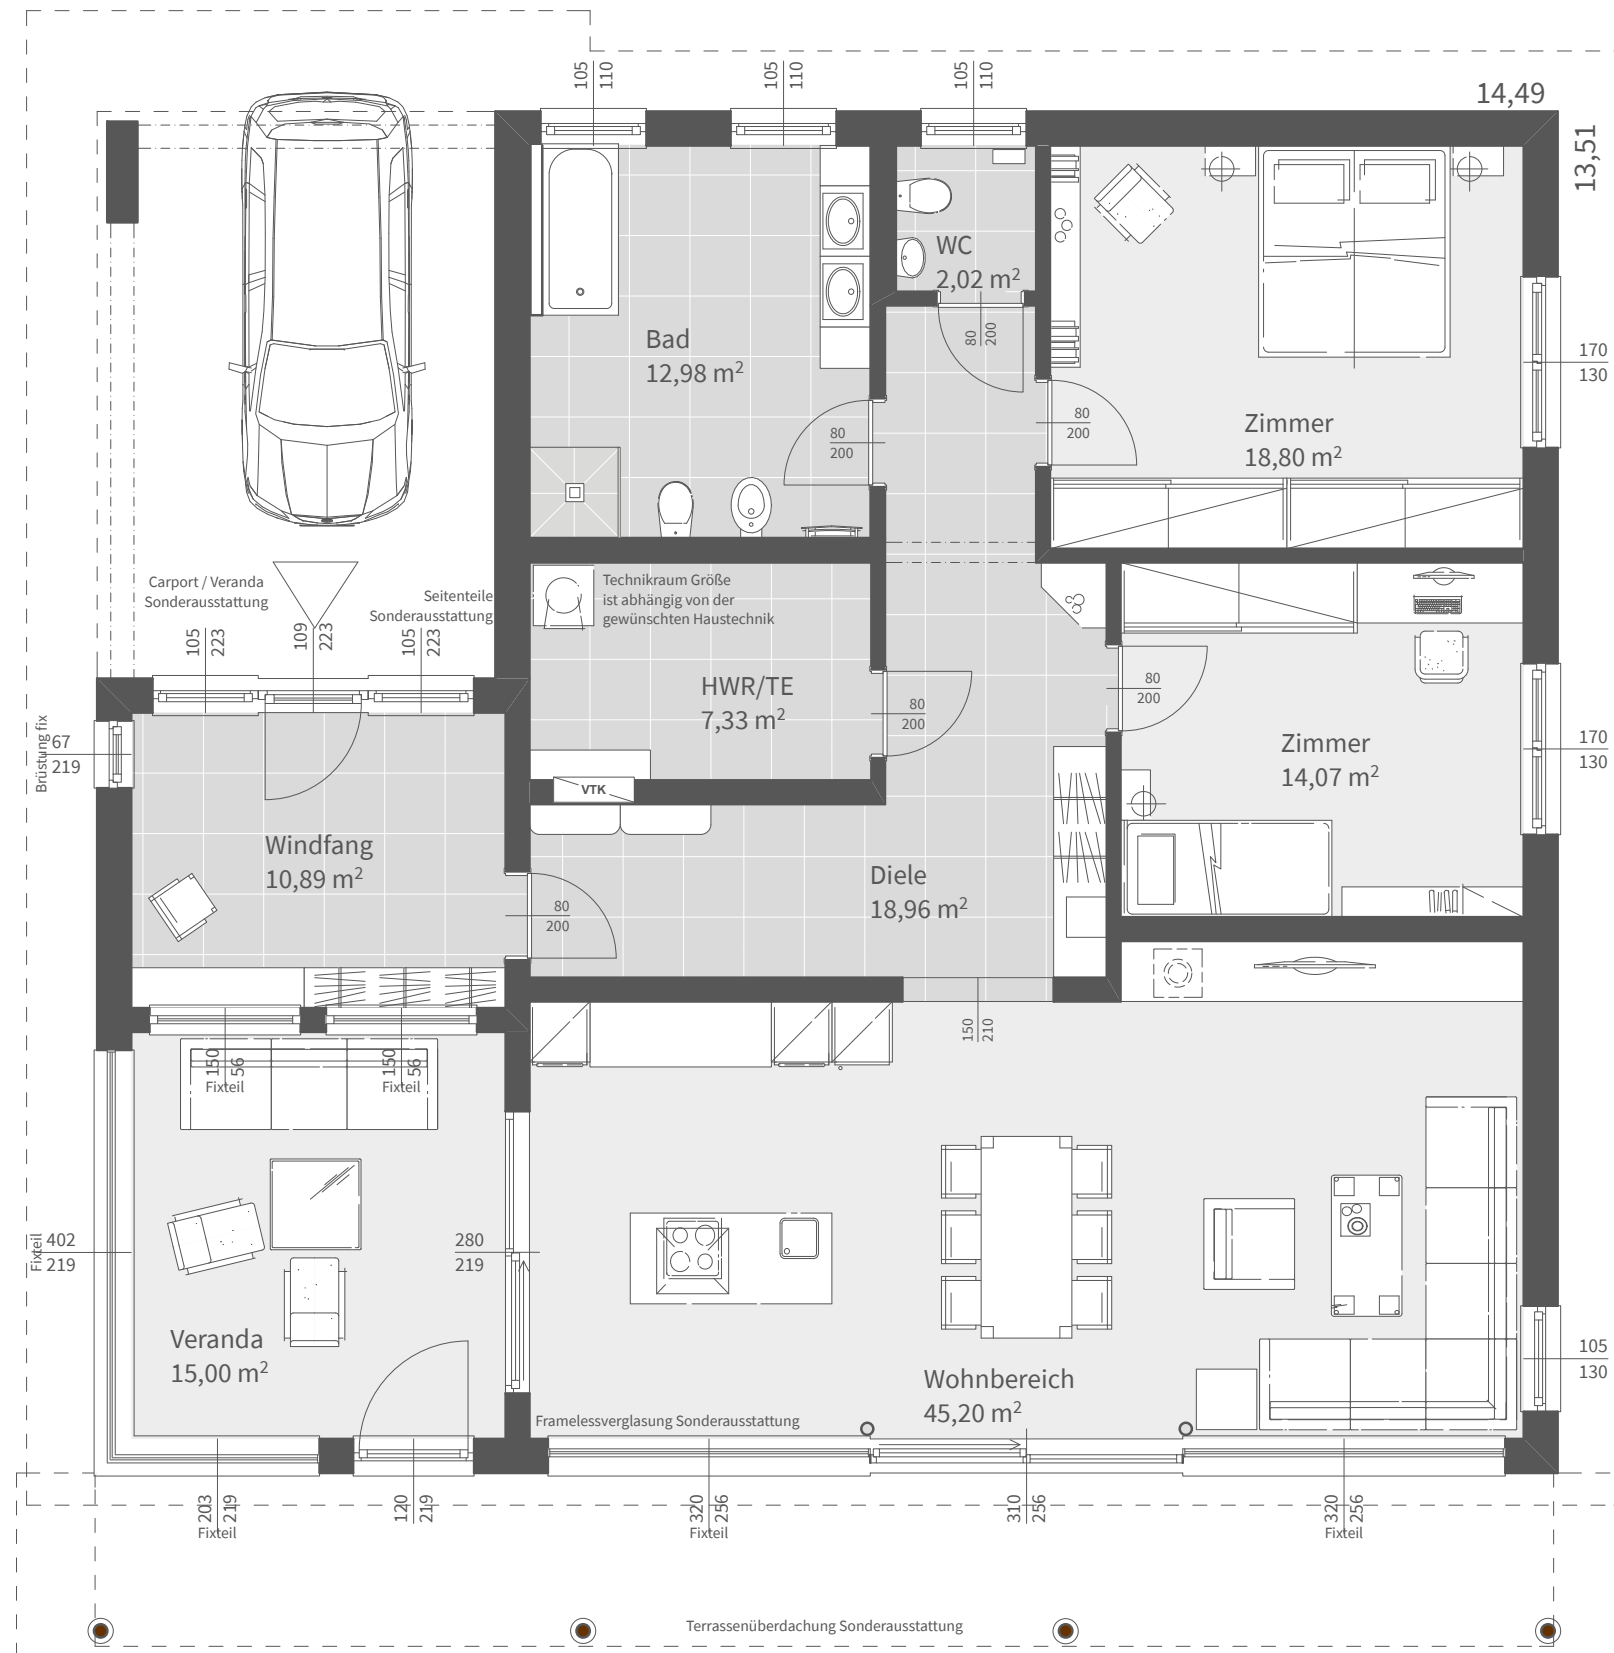 105
110
105
110
105
110
14,49
13,51
WC
2,02 m²
80
200
Bad
12,98 m²
80
200
80
200
Zimmer
18,80 m²
170
130
Carport / Veranda
Sonderausstattung
Seitenteile
Sonderausstattung
105
223
109
223
105
223
Technikraum Größe
ist abhängig von der
gewünschten Haustechnik
HWR/TE
7,33 m²
80
200
80
200
Zimmer
14,07 m²
170
130
Brüstung fix
67
219
VTK
Windfang
10,89 m²
80
200
Diele
18,96 m²
150
210
150
56
Fixteil
150
56
Fixteil
Fixteil
402
219
280
219
Veranda
15,00 m²
Wohnbereich
45,20 m²
105
130
Framelessverglasung Sonderausstattung
203
219
Fixteil
120
219
320
256
Fixteil
310
256
320
256
Fixteil
Terrassenüberdachung Sonderausstattung